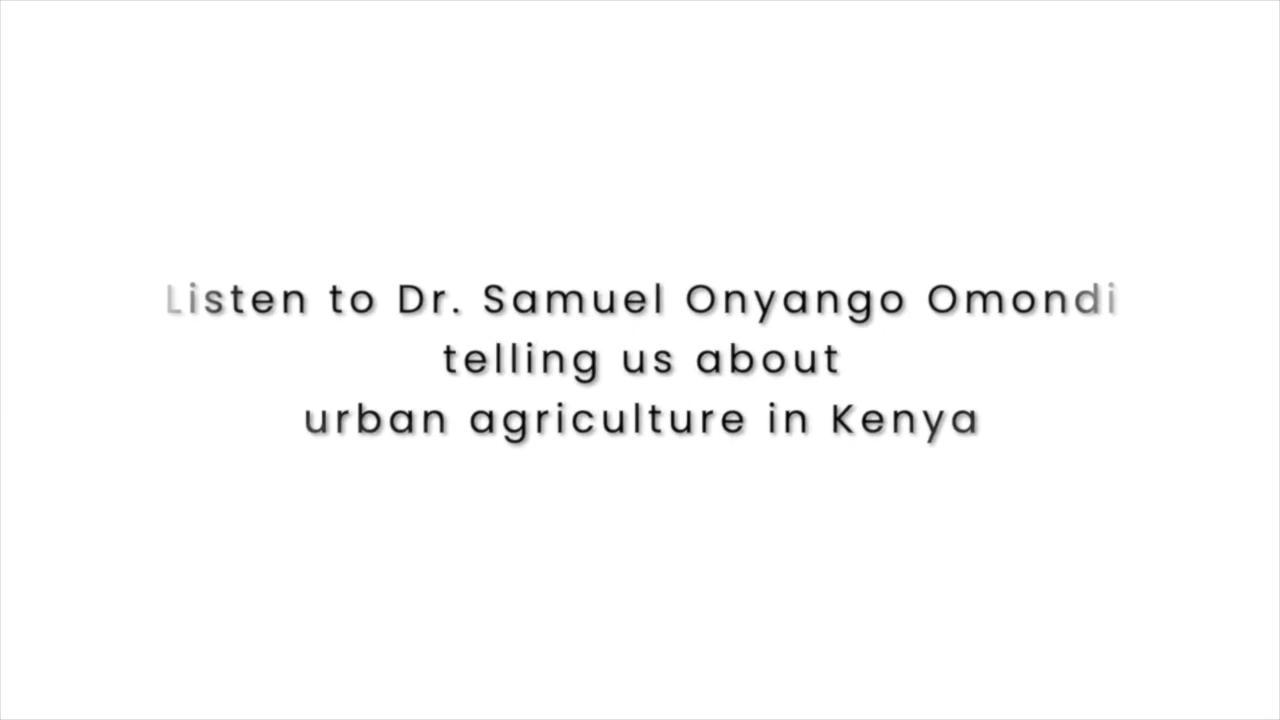 Listen to Dr. Samuel Onyango Omondi
telling us about
urban agriculture in Kenya